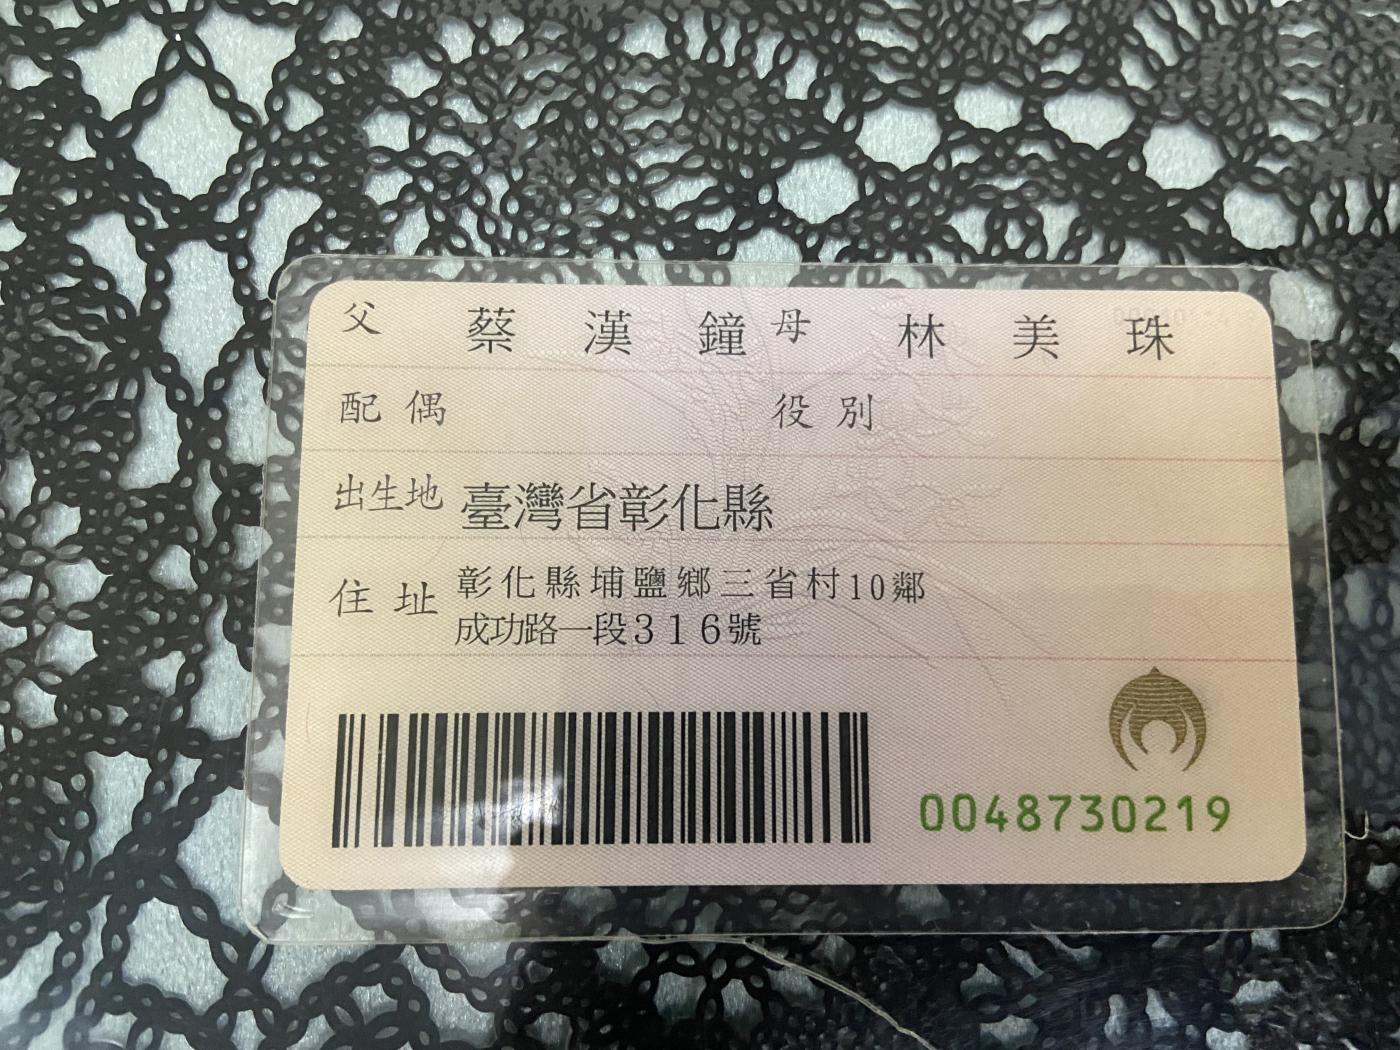 父 蔡漢鐘 母 林美珠
配偶 役別
出生地 臺灣省彰化縣
住址 彰化縣埔鹽鄉三省村10鄰
成功路一段316號
0048730219